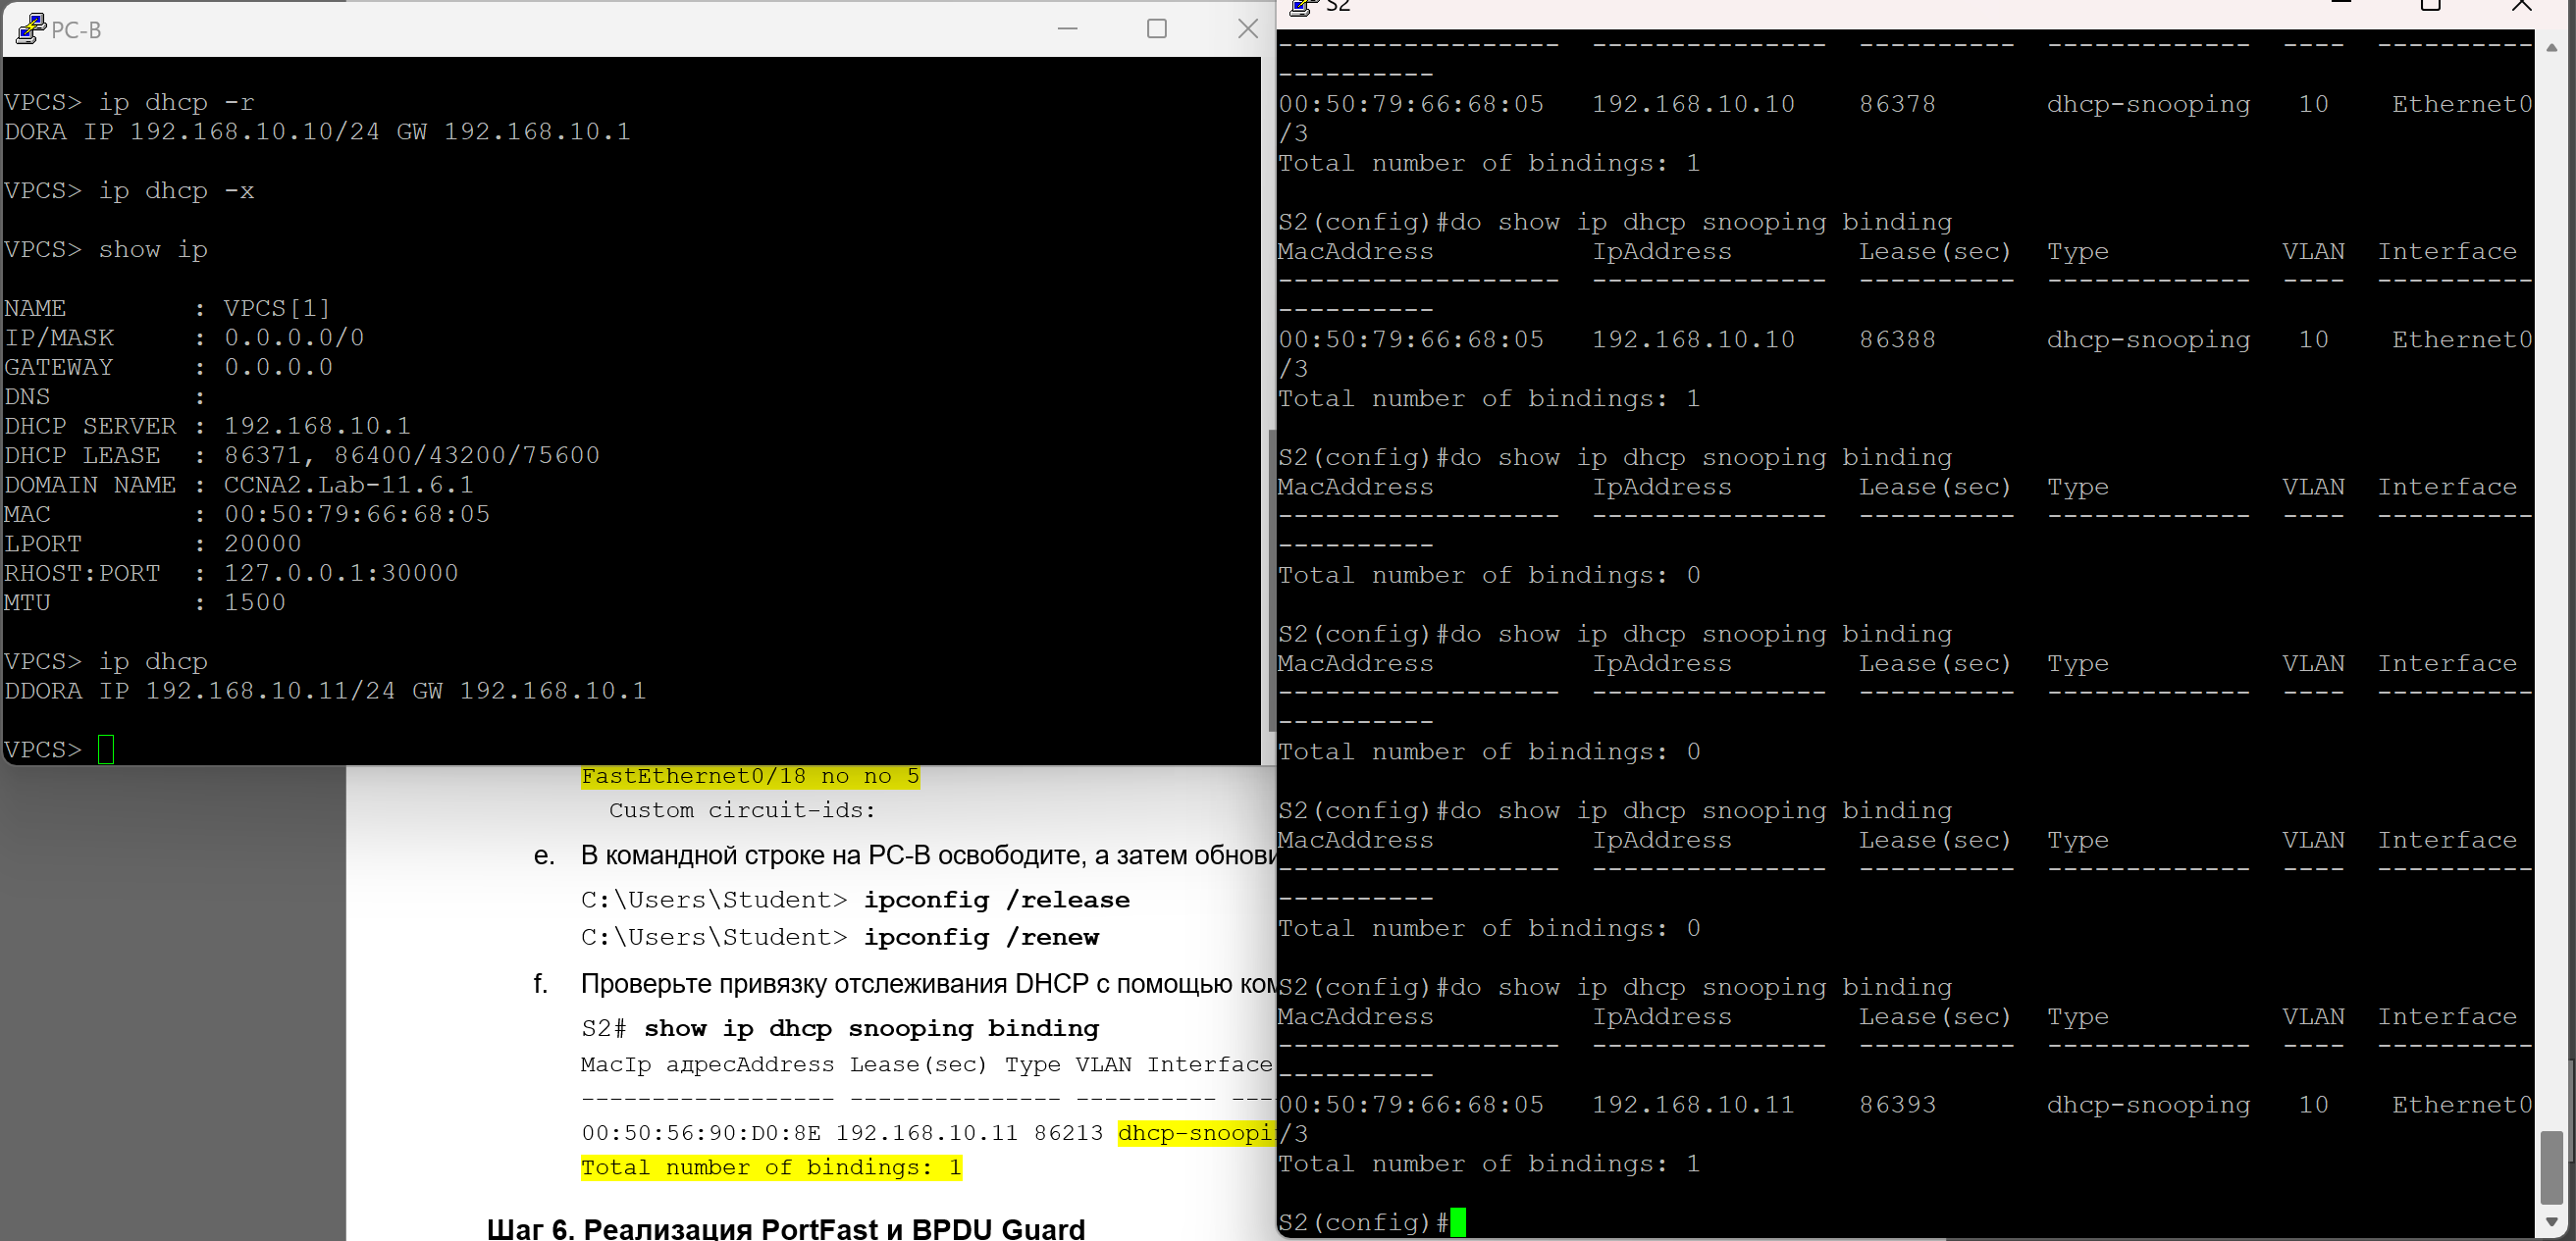 PC-B
VPCS> ip dhcp -r
DORA IP 192.168.10.10/24 GW 192.168.10.1
VPCS> ip dhcp -x
VPCS> show ip
NAME        : VPCS[1]
IP/MASK     : 0.0.0.0/0
GATEWAY     : 0.0.0.0
DNS         :
DHCP SERVER : 192.168.10.1
DHCP LEASE  : 86371, 86400/43200/75600
DOMAIN NAME : CCNA2.Lab-11.6.1
MAC         : 00:50:79:66:68:05
LPORT       : 20000
RHOST:PORT  : 127.0.0.1:30000
MTU         : 1500
VPCS> ip dhcp
DDORA IP 192.168.10.11/24 GW 192.168.10.1
VPCS>
FastEthernet0/18 no no 5
Custom circuit-ids:
e. В командной строке на PC-B освободите, а затем обнови
C:\Users\Student> ipconfig /release
C:\Users\Student> ipconfig /renew
f. Проверьте привязку отслеживания DHCP с помощью ком
S2# show ip dhcp snooping binding
MacIp адресAddress Lease(sec) Type VLAN Interface
------------------ --------------- ---------- ---
00:50:56:90:D0:8E 192.168.10.11 86213 dhcp-snoopi
Total number of bindings: 1
Шаг 6. Реализация PortFast и BPDU Guard
S2
------------------  ---------------  ----------  -------------  ----  ----------
----------
00:50:79:66:68:05   192.168.10.10    86378       dhcp-snooping   10    Ethernet0
/3
Total number of bindings: 1
S2(config)#do show ip dhcp snooping binding
MacAddress          IpAddress        Lease(sec)  Type           VLAN  Interface
------------------  ---------------  ----------  -------------  ----  ----------
----------
00:50:79:66:68:05   192.168.10.10    86388       dhcp-snooping   10    Ethernet0
/3
Total number of bindings: 1
S2(config)#do show ip dhcp snooping binding
MacAddress          IpAddress        Lease(sec)  Type           VLAN  Interface
------------------  ---------------  ----------  -------------  ----  ----------
----------
Total number of bindings: 0
S2(config)#do show ip dhcp snooping binding
MacAddress          IpAddress        Lease(sec)  Type           VLAN  Interface
------------------  ---------------  ----------  -------------  ----  ----------
----------
Total number of bindings: 0
S2(config)#do show ip dhcp snooping binding
MacAddress          IpAddress        Lease(sec)  Type           VLAN  Interface
------------------  ---------------  ----------  -------------  ----  ----------
----------
Total number of bindings: 0
S2(config)#do show ip dhcp snooping binding
MacAddress          IpAddress        Lease(sec)  Type           VLAN  Interface
------------------  ---------------  ----------  -------------  ----  ----------
----------
00:50:79:66:68:05   192.168.10.11    86393       dhcp-snooping   10    Ethernet0
/3
Total number of bindings: 1
S2(config)#